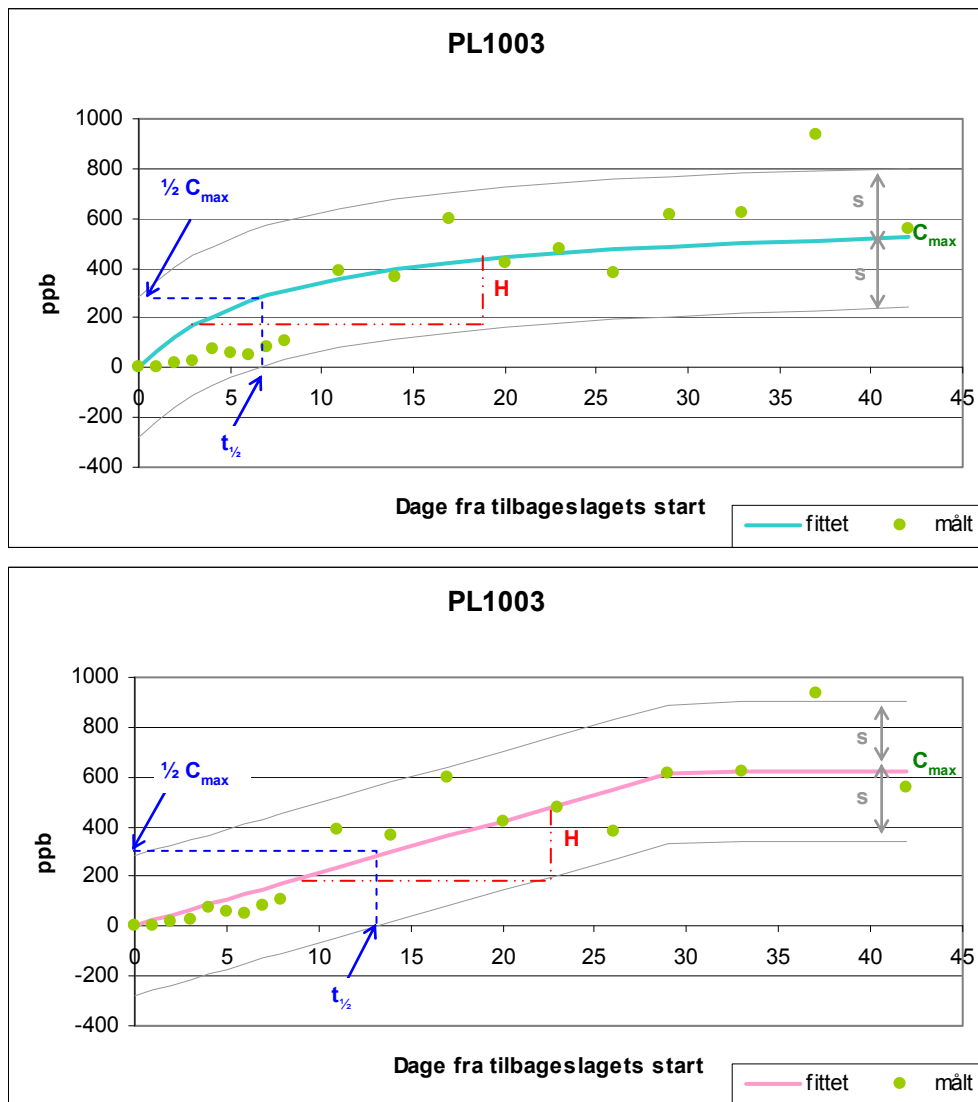 PL1003
1000
800
600
400
200
0
-200
-400
ppb
0 5 10 15 20 25 30 35 40 45
½ Cmax
t½
H
s
s
Cmax
Dage fra tilbageslagets start
fittet målt
PL1003
1000
800
600
400
200
0
-200
-400
ppb
0 5 10 15 20 25 30 35 40 45
½ Cmax
t½
H
s
s
Cmax
Dage fra tilbageslagets start
fittet målt